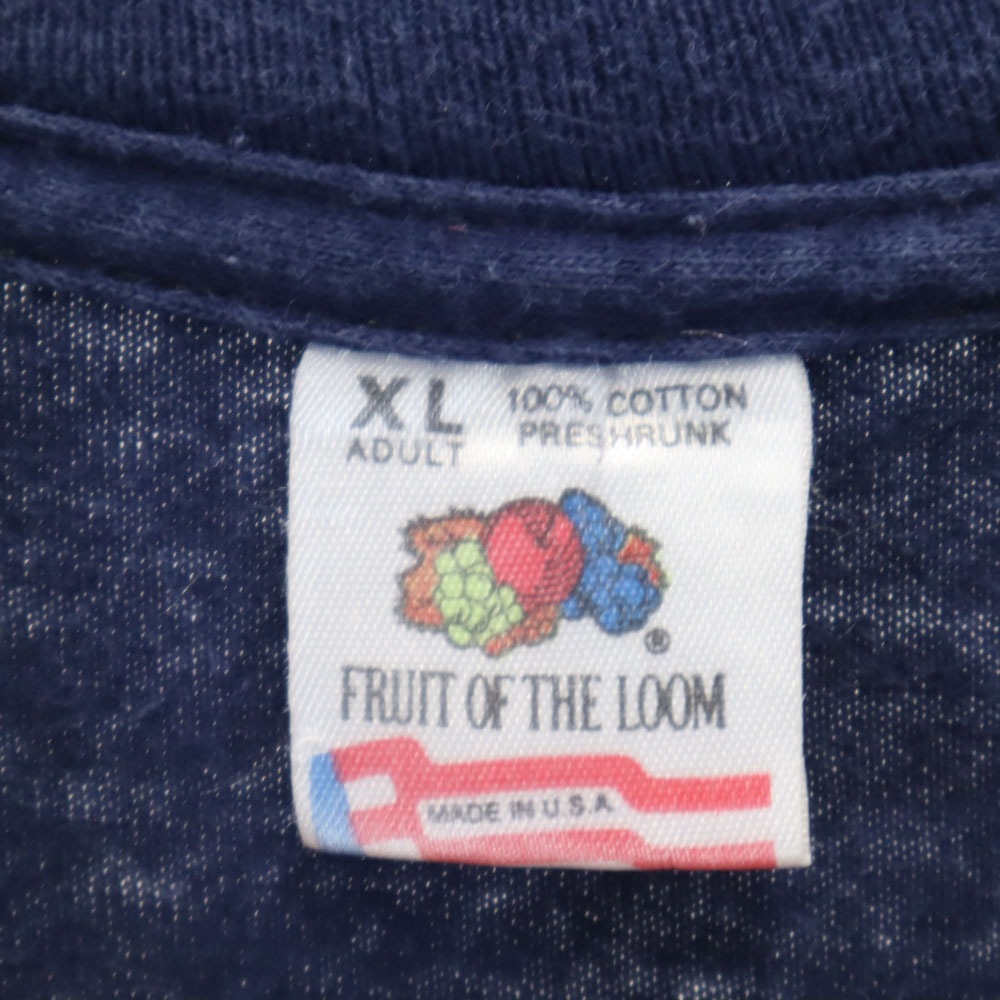 XL 100% COTTON
ADULT PRESHRUNK
®
FRUIT OF THE LOOM
MADE IN U.S.A.